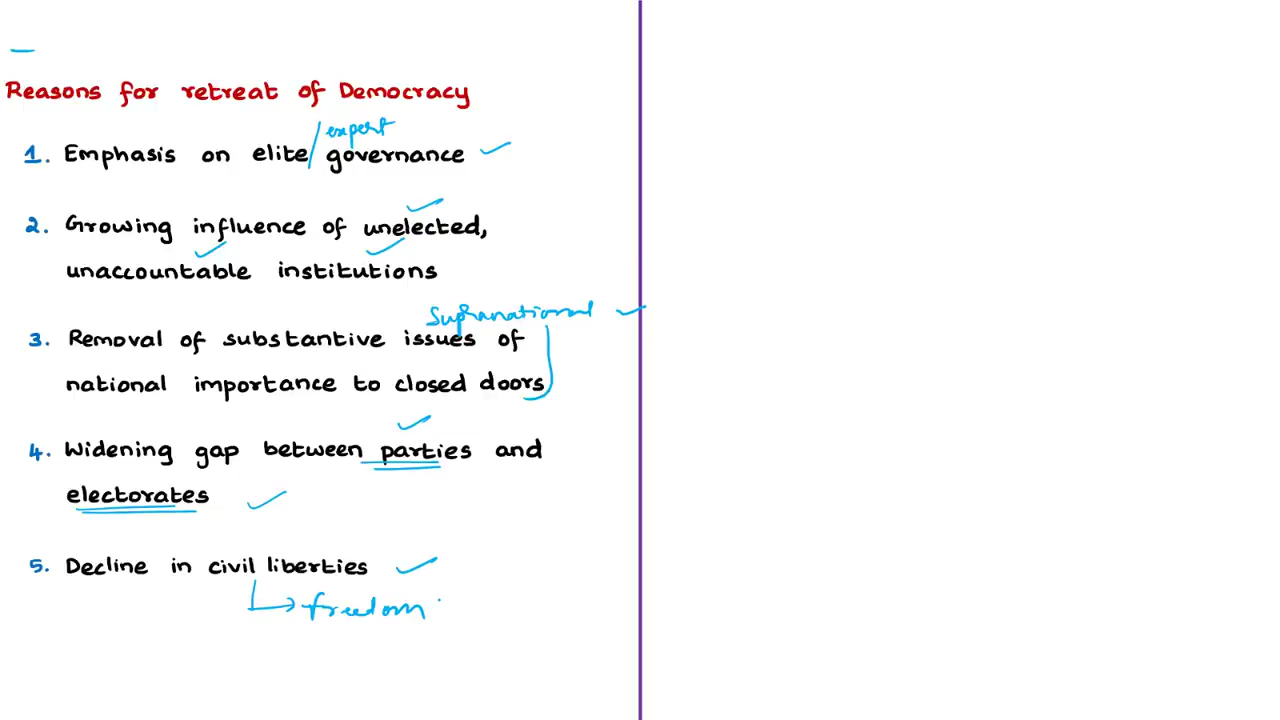 Reasons for retreat of Democracy
expert
1. Emphasis on elite/governance
2. Growing influence of unelected,
unaccountable institutions
Supranational
3. Removal of substantive issues of
national importance to closed doors
4. Widening gap between parties and
electorates
5. Decline in civil liberties
freedom